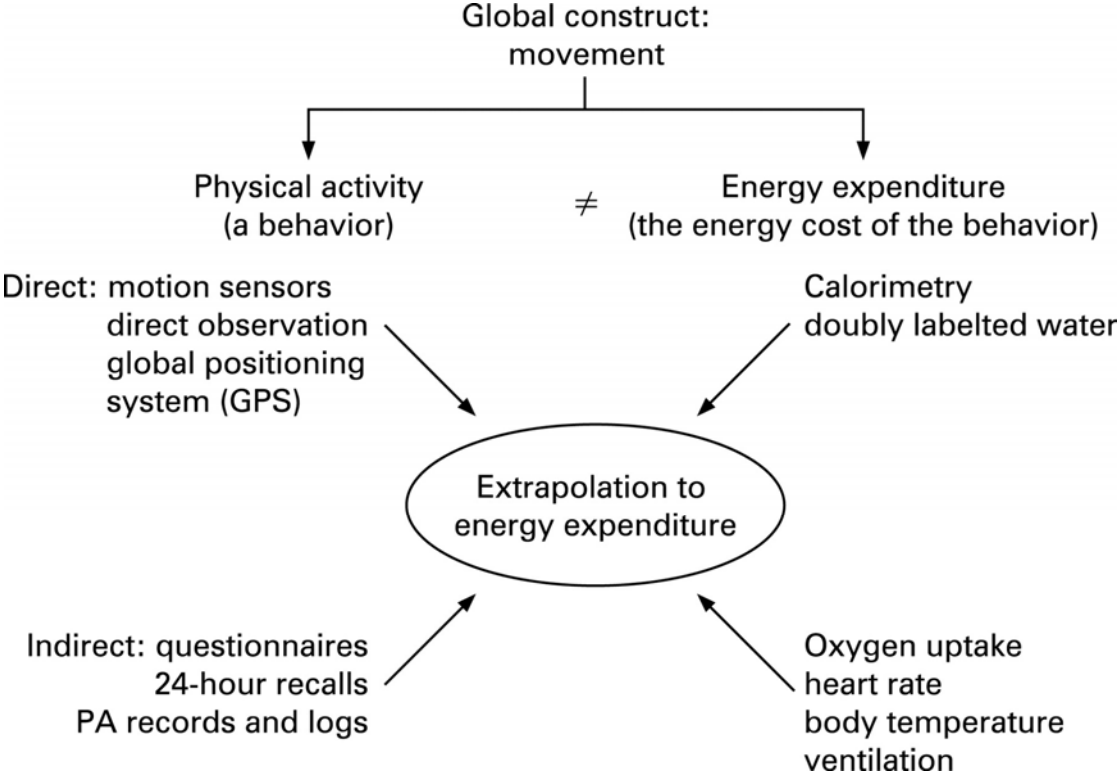 Global construct:
movement
Physical activity
(a behavior)
≠
Energy expenditure
(the energy cost of the behavior)
Direct: motion sensors
direct observation
global positioning
system (GPS)
Calorimetry
doubly labelted water
Extrapolation to
energy expenditure
Indirect: questionnaires
24-hour recalls
PA records and logs
Oxygen uptake
heart rate
body temperature
ventilation